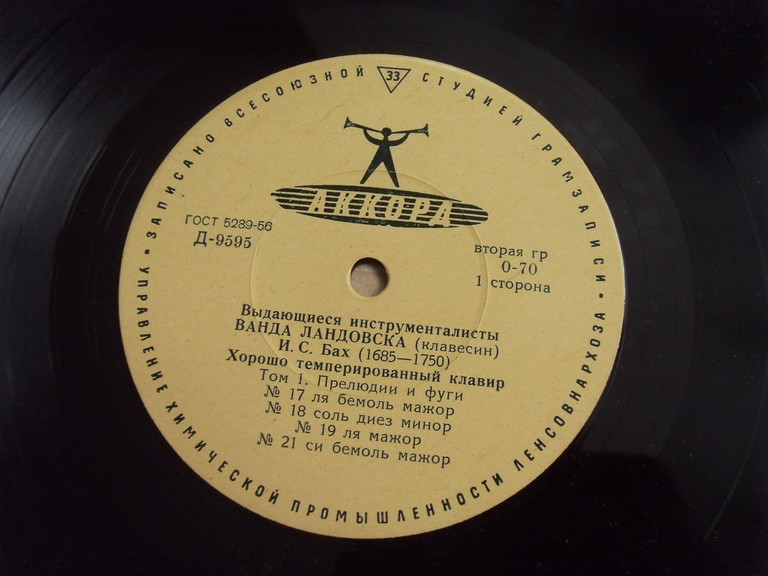 ЗАПИСАНО ВСЕСОЮЗНОЙ 33 СТУДИЕЙ ГРАМЗАПИСИ
АККОРД
ГОСТ 5289-56
Д-9595
вторая гр
0-70
1 сторона
Выдающиеся инструменталисты
ВАНДА ЛАНДОВСКА (клавесин)
И. С. Бах (1685—1750)
Хорошо темперированный клавир
Том 1. Прелюдии и фуги
№ 17 ля бемоль мажор
№ 18 соль диез минор
№ 19 ля мажор
№ 21 си бемоль мажор
• УПРАВЛЕНИЕ ХИМИЧЕСКОЙ ПРОМЫШЛЕННОСТИ ЛЕНСОВНАРХОЗА •